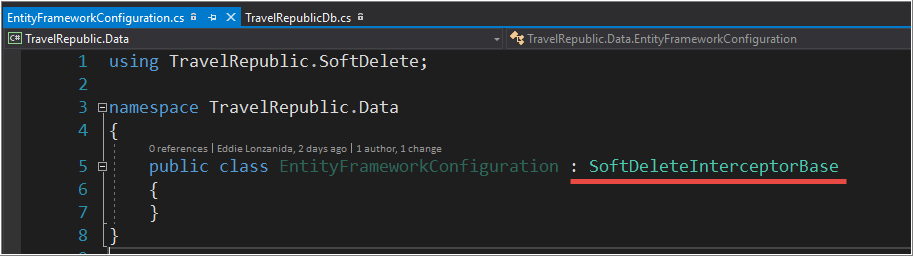 EntityFrameworkConfiguration.cs TravelRepublicDb.cs
TravelRepublic.Data TravelRepublic.Data.EntityFrameworkConfiguration
1 using TravelRepublic.SoftDelete;
2
3 namespace TravelRepublic.Data
4 {
0 references | Eddie Lonzanida, 2 days ago | 1 author, 1 change
5 public class EntityFrameworkConfiguration : SoftDeleteInterceptorBase
6 {
7 }
8 }